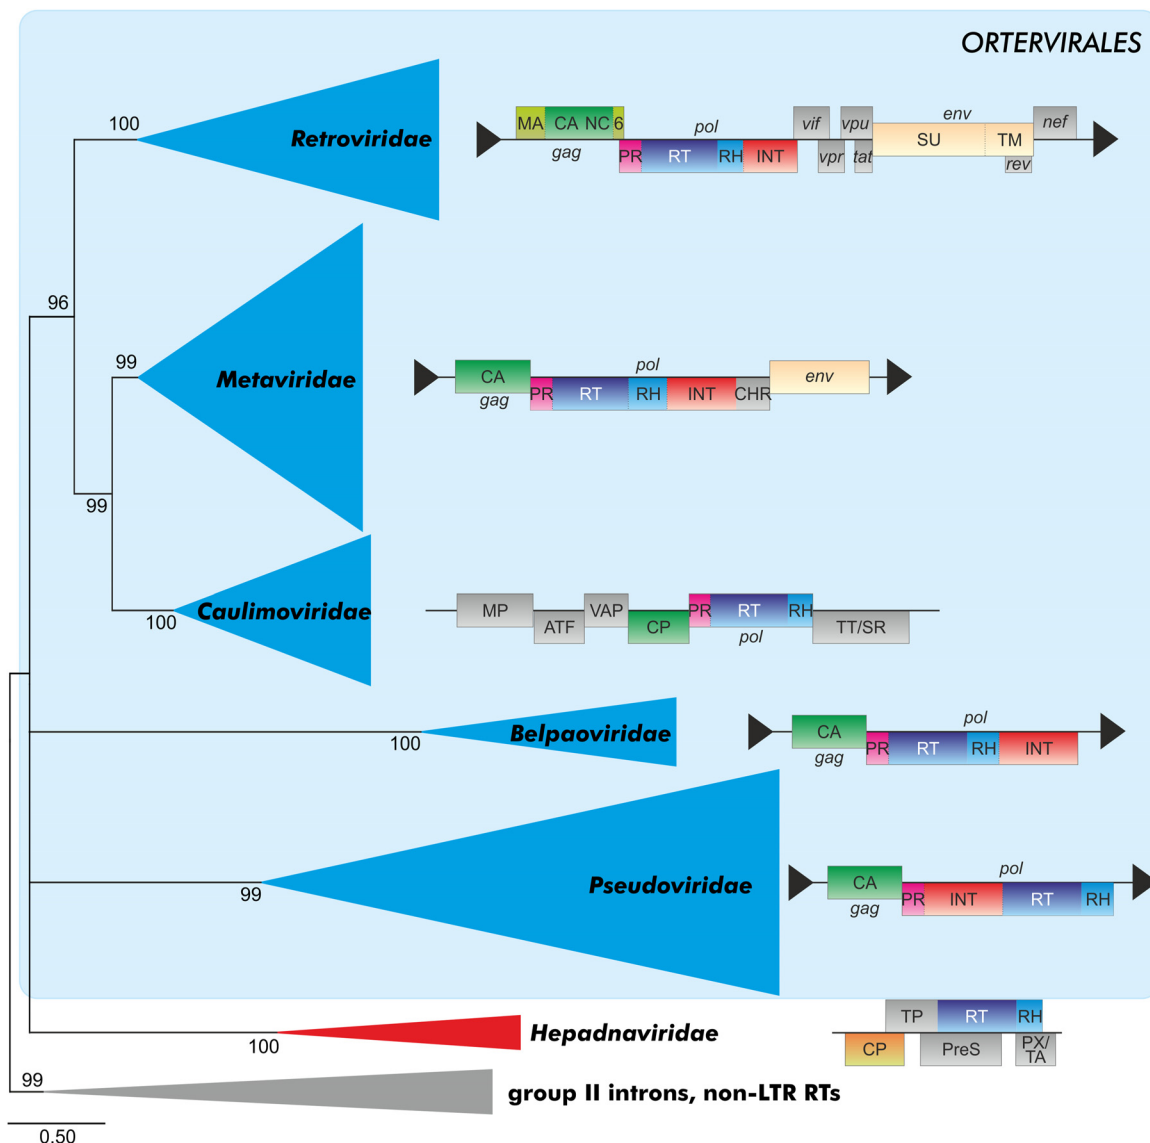 ORTERVIRALES
100
Retroviridae
MA CA NC 6
gag
pol
PR RT RH INT
vif
vpr
vpu
tat
env
SU TM
rev
nef
96
99
Metaviridae
CA
gag
pol
PR RT RH INT CHR
env
99
100
Caulimoviridae
MP
ATF
VAP
CP
PR RT RH
pol
TT/SR
100
Belpaoviridae
CA
gag
pol
PR RT RH INT
99
Pseudoviridae
CA
gag
pol
PR INT RT RH
100
Hepadnaviridae
TP RT RH
CP
PreS
PX/
TA
99
group II introns, non-LTR RTs
0.50